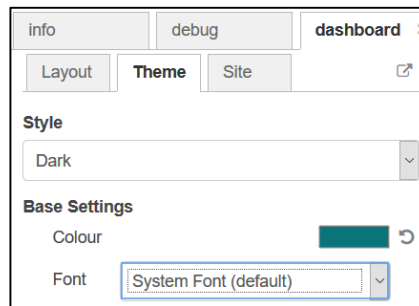 info debug dashboard
Layout Theme Site
Style
Dark
Base Settings
Colour
Font System Font (default)